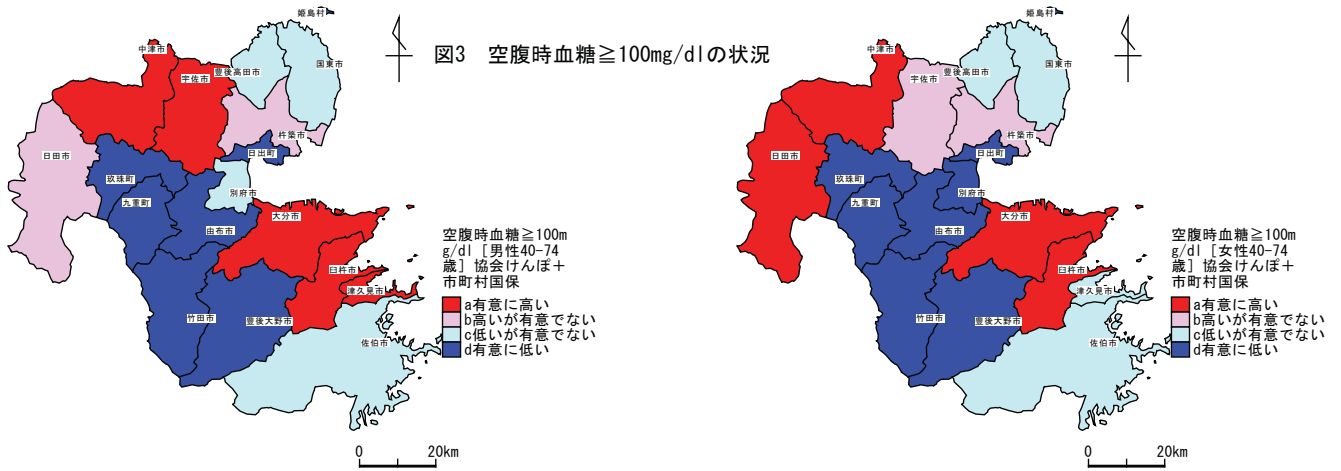 図3 空腹時血糖≧100mg/dlの状況
姫島村
中津市
宇佐市
豊後高田市
国東市
杵築市
日出町
日田市
玖珠町
九重町
別府市
由布市
大分市
臼杵市
津久見市
竹田市
豊後大野市
佐伯市
空腹時血糖≧100m
g/dl［男性40-74
歳］協会けんぽ＋
市町村国保
a有意に高い
b高いが有意でない
c低いが有意でない
d有意に低い
0 20km
姫島村
中津市
宇佐市
豊後高田市
国東市
杵築市
日出町
日田市
玖珠町
九重町
別府市
由布市
大分市
臼杵市
津久見市
竹田市
豊後大野市
佐伯市
空腹時血糖≧100m
g/dl［女性40-74
歳］協会けんぽ＋
市町村国保
a有意に高い
b高いが有意でない
c低いが有意でない
d有意に低い
0 20km